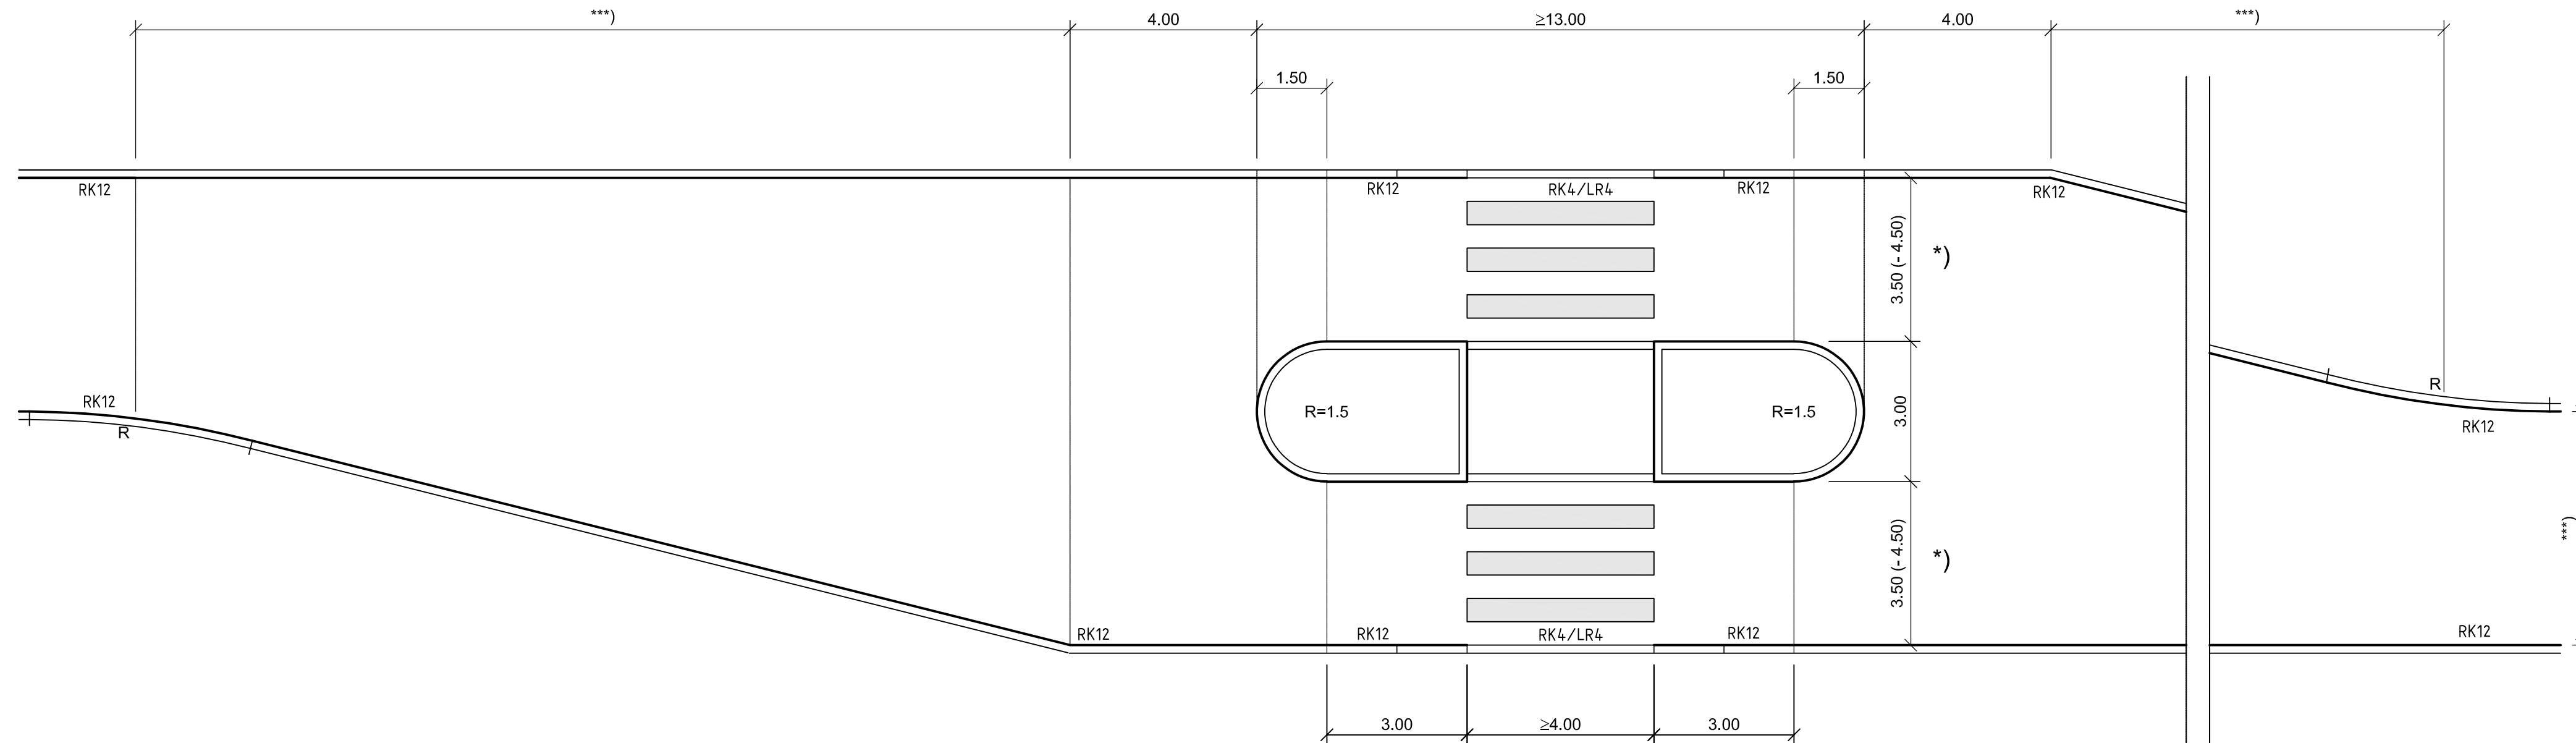 ***)
4.00
≥13.00
4.00
***)
1.50
1.50
RK12
RK12
RK4/LR4
RK12
RK12
3.50 (- 4.50)
*)
RK12
R
R=1.5
R=1.5
3.00
R
RK12
3.50 (- 4.50)
*)
****)
RK12
RK12
RK4/LR4
RK12
RK12
3.00
≥4.00
3.00